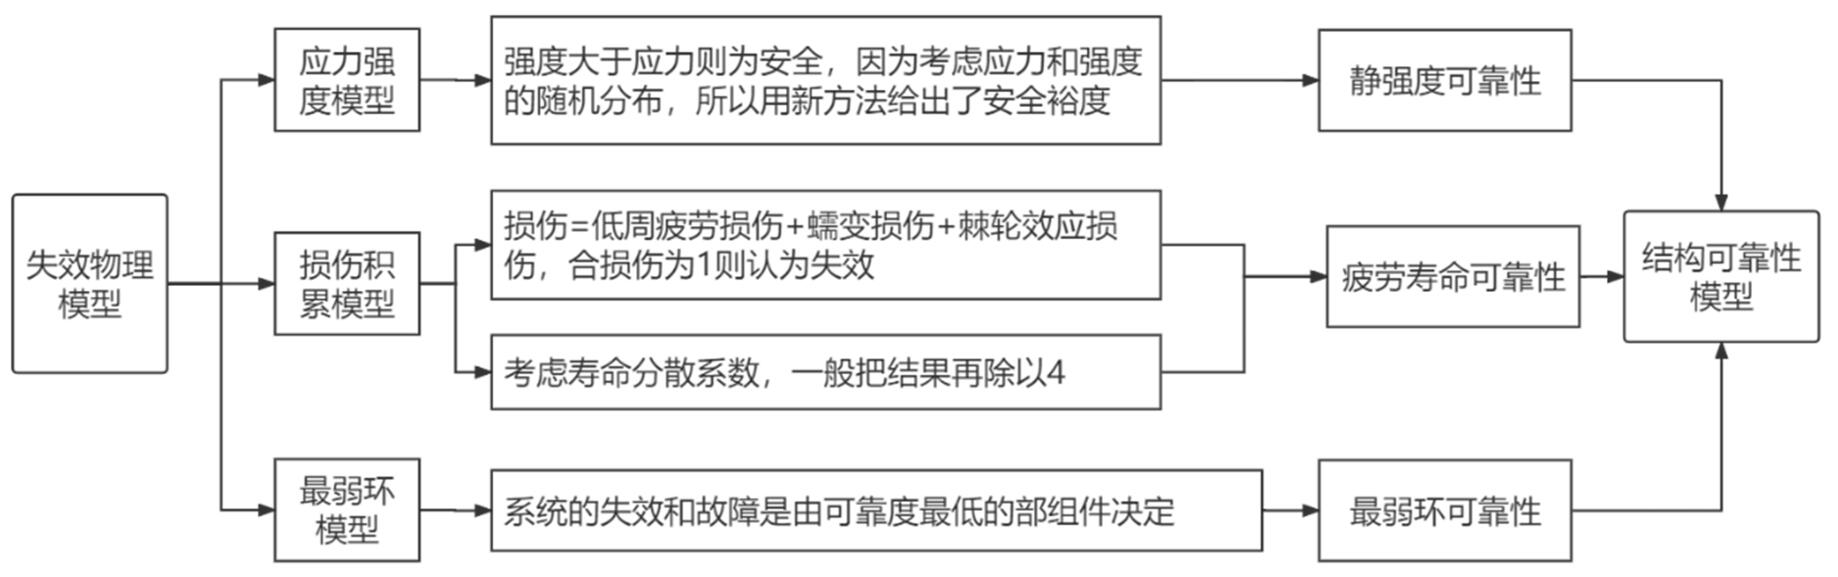 失效物理
模型
应力强
度模型
强度大于应力则为安全，因为考虑应力和强度
的随机分布，所以用新方法给出了安全裕度
静强度可靠性
损伤积
累模型
损伤=低周疲劳损伤+蠕变损伤+棘轮效应损
伤，合损伤为1则认为失效
考虑寿命分散系数，一般把结果再除以4
疲劳寿命可靠性
最弱环
模型
系统的失效和故障是由可靠度最低的部组件决定
最弱环可靠性
结构可靠性
模型